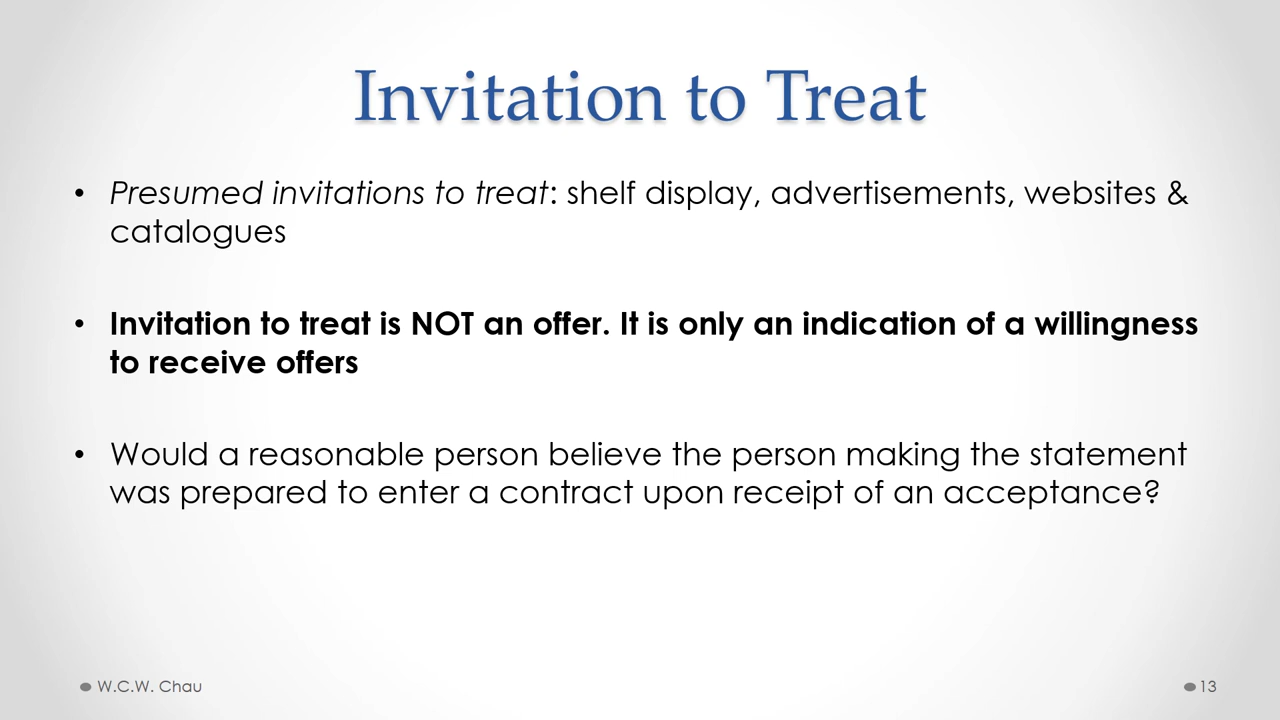 Invitation to Treat
• Presumed invitations to treat: shelf display, advertisements, websites &
catalogues
• Invitation to treat is NOT an offer. It is only an indication of a willingness
to receive offers
• Would a reasonable person believe the person making the statement
was prepared to enter a contract upon receipt of an acceptance?
W.C.W. Chau
13